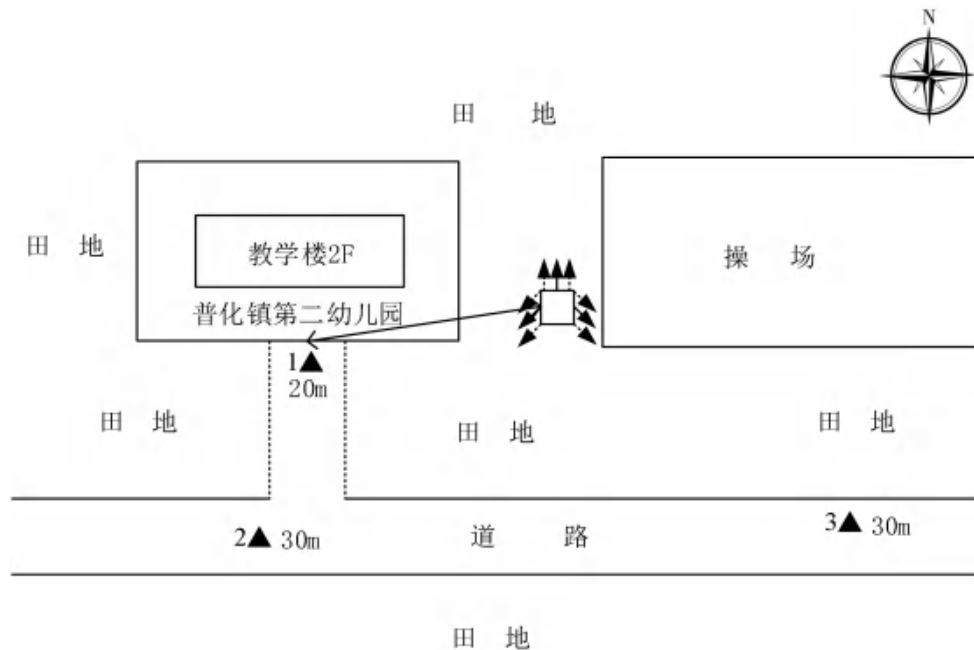 N
田 地
田 地
教学楼2F
操 场
普化镇第二幼儿园
1
20m
田 地
田 地
田 地
2 30m
道 路
3 30m
田 地